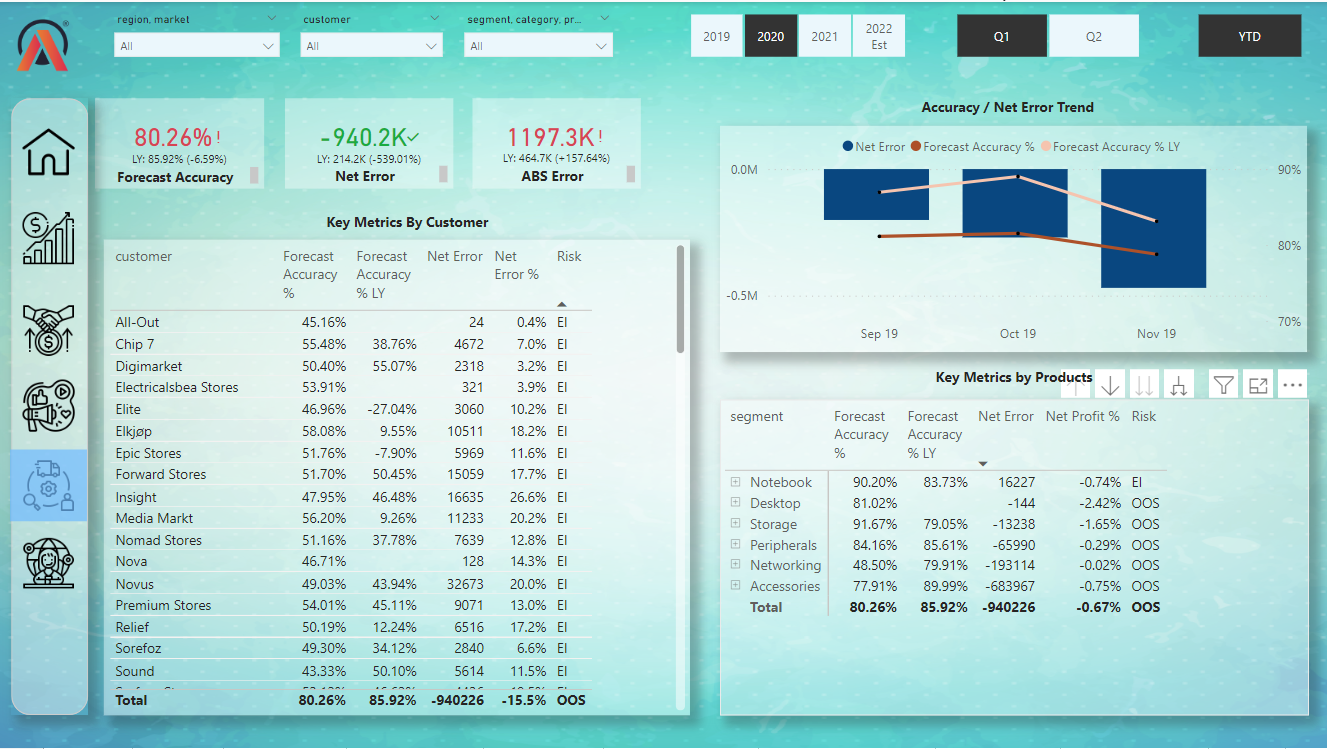 region, market
customer
segment, category, pr...
All
All
All
2019
2020
2021
2022
Est
Q1
Q2
YTD
80.26%!
LY: 85.92% (-6.59%)
Forecast Accuracy
-940.2K
LY: 214.2K (-539.01%)
Net Error
1197.3K!
LY: 464.7K (+157.64%)
ABS Error
Accuracy / Net Error Trend
Net Error Forecast Accuracy % Forecast Accuracy % LY
0.0M
-0.5M
90%
80%
70%
Sep 19 Oct 19 Nov 19
Key Metrics By Customer
customer Forecast Accuracy % Forecast Accuracy % LY Net Error Net Error % Risk
All-Out 45.16% 24 0.4% EI
Chip 7 55.48% 38.76% 4672 7.0% EI
Digimarket 50.40% 55.07% 2318 3.2% EI
Electricalsbea Stores 53.91% 321 3.9% EI
Elite 46.96% -27.04% 3060 10.2% EI
Elkjøp 58.08% 9.55% 10511 18.2% EI
Epic Stores 51.76% -7.90% 5969 11.6% EI
Forward Stores 51.70% 50.45% 15059 17.7% EI
Insight 47.95% 46.48% 16635 26.6% EI
Media Markt 56.20% 9.26% 11233 20.2% EI
Nomad Stores 51.16% 37.78% 7639 12.8% EI
Nova 46.71% 128 14.3% EI
Novus 49.03% 43.94% 32673 20.0% EI
Premium Stores 54.01% 45.11% 9071 13.0% EI
Relief 50.19% 12.24% 6516 17.2% EI
Sorefoz 49.30% 34.12% 2840 6.6% EI
Sound 43.33% 50.10% 5614 11.5% EI
Total 80.26% 85.92% -940226 -15.5% OOS
Key Metrics by Products
segment Forecast Accuracy % Forecast Accuracy % LY Net Error Net Profit % Risk
Notebook 90.20% 83.73% 16227 -0.74% EI
Desktop 81.02% -144 -2.42% OOS
Storage 91.67% 79.05% -13238 -1.65% OOS
Peripherals 84.16% 85.61% -65990 -0.29% OOS
Networking 48.50% 79.91% -193114 -0.02% OOS
Accessories 77.91% 89.99% -683967 -0.75% OOS
Total 80.26% 85.92% -940226 -0.67% OOS